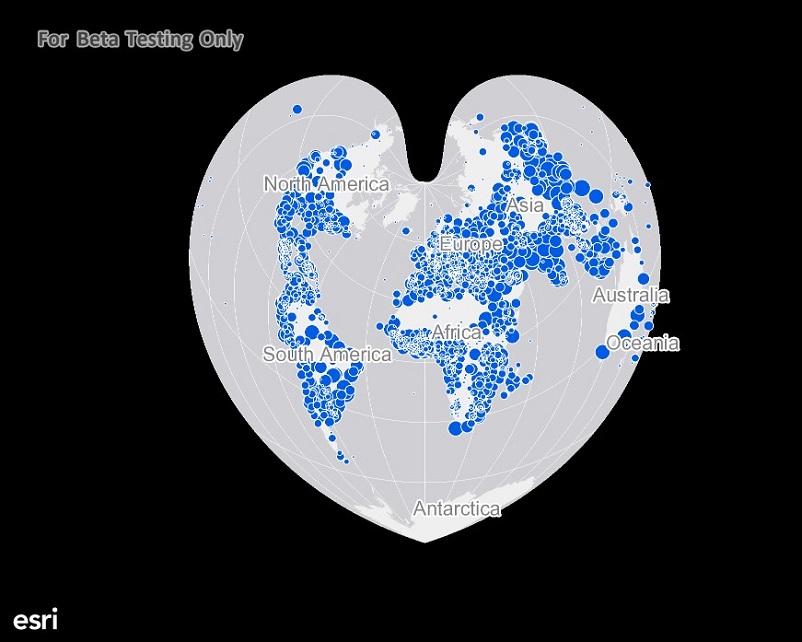 For Beta Testing Only
North America
Asia
Europe
Australia
Africa
Oceania
South America
Antarctica
esri